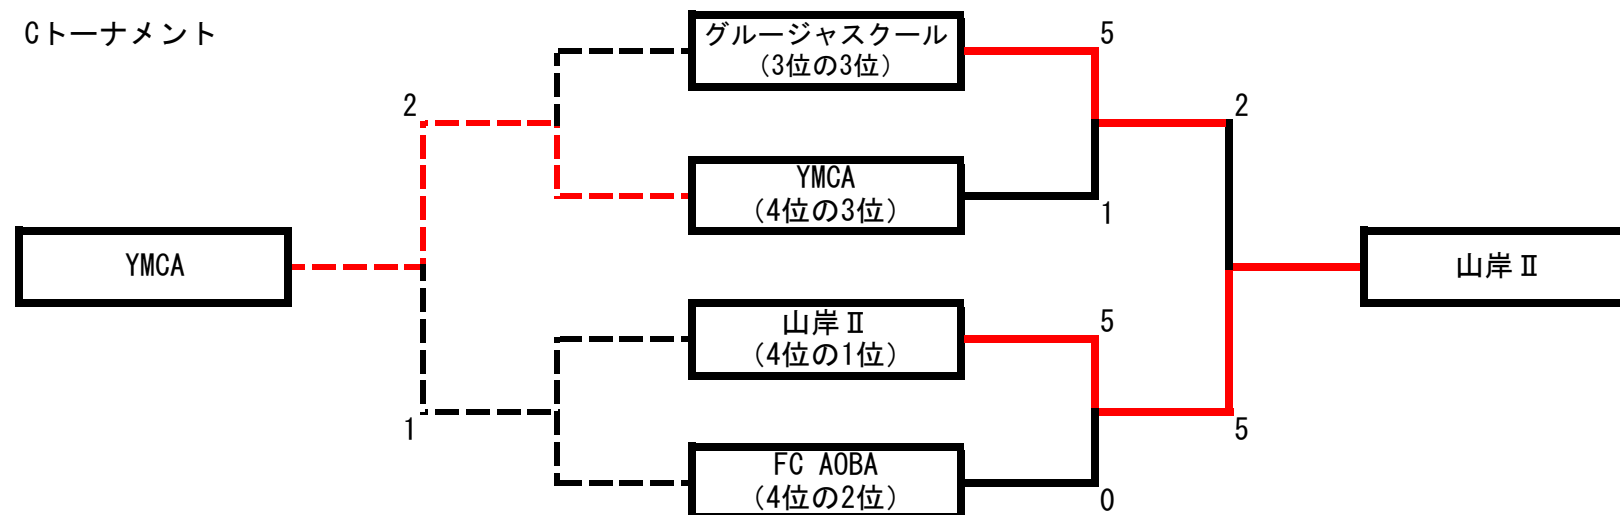 Cトーナメント
グルージャスクール
(3位の3位)
5
2
2
YMCA
(4位の3位)
1
YMCA
山岸Ⅱ
山岸Ⅱ
(4位の1位)
5
1
5
FC AOBA
(4位の2位)
0